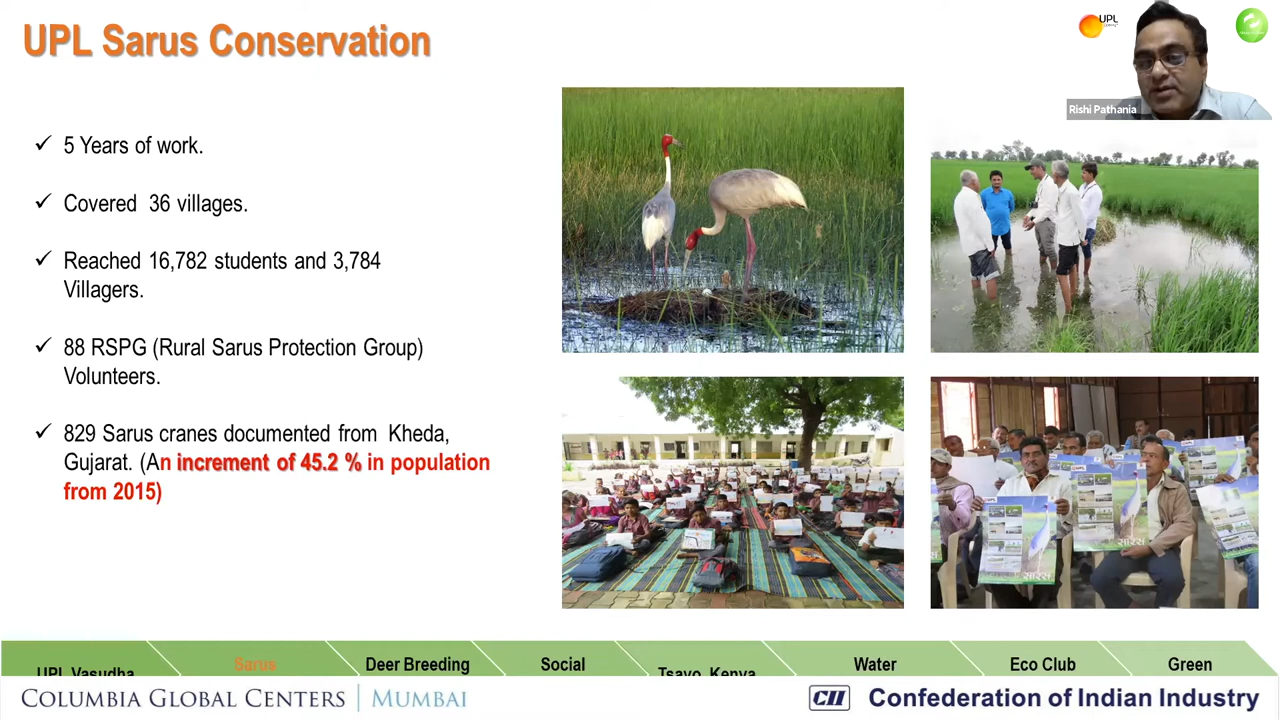 UPL Sarus Conservation
UPL
Rishi Pathania
5 Years of work.
Covered 36 villages.
Reached 16,782 students and 3,784
Villagers.
88 RSPG (Rural Sarus Protection Group)
Volunteers.
829 Sarus cranes documented from Kheda,
Gujarat. (An increment of 45.2 % in population
from 2015)
सारस
सारस
UPL Vasudha
Sarus
Deer Breeding
Social
Tsavo, Kenya
Water
Eco Club
Green
COLUMBIA GLOBAL CENTERS | MUMBAI
CII Confederation of Indian Industry